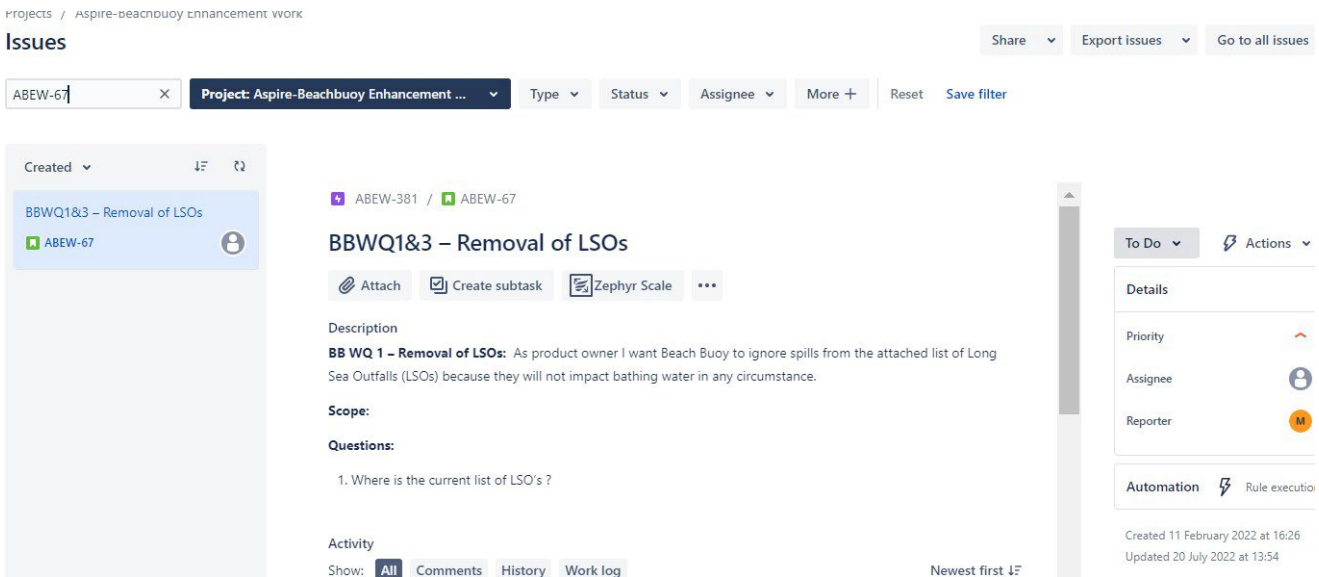 Projects / Aspire-Beachbuoy Enhancement Work
Issues
Share
Export issues
Go to all issues
ABEW-67
Project: Aspire-Beachbuoy Enhancement ...
Type
Status
Assignee
More +
Reset
Save filter
Created
BBWQ1&3 – Removal of LSOs
ABEW-67
ABEW-381 / ABEW-67
BBWQ1&3 – Removal of LSOs
Attach
Create subtask
Zephyr Scale
Description
BB WQ 1 – Removal of LSOs: As product owner I want Beach Buoy to ignore spills from the attached list of Long
Sea Outfalls (LSOs) because they will not impact bathing water in any circumstance.
Scope:
Questions:
1. Where is the current list of LSO's ?
Activity
Show: All Comments History Work log
Newest first
To Do
Actions
Details
Priority
Assignee
Reporter
M
Automation
Rule execution
Created 11 February 2022 at 16:26
Updated 20 July 2022 at 13:54